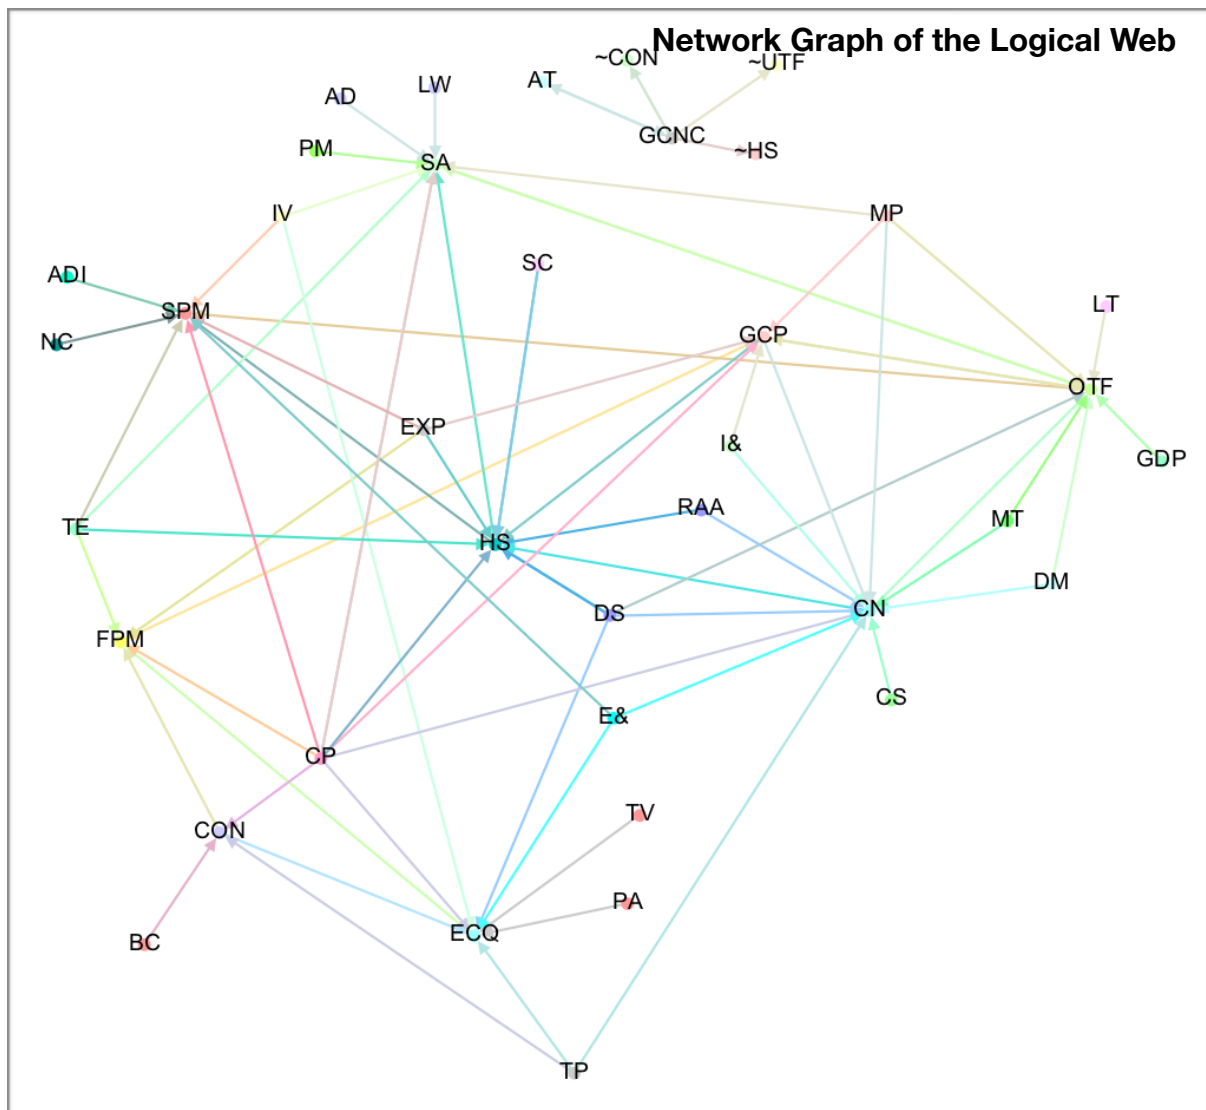 Network Graph of the Logical Web
~CON
~UTF
AT
LW
AD
GCNC
~HS
PM
SA
IV
MP
SC
ADI
SPM
LT
NC
GCP
OTF
EXP
I&
GDP
RAA
MT
TE
HS
DM
DS
CN
FPM
CS
E&
CP
TV
CON
PA
ECQ
BC
TP